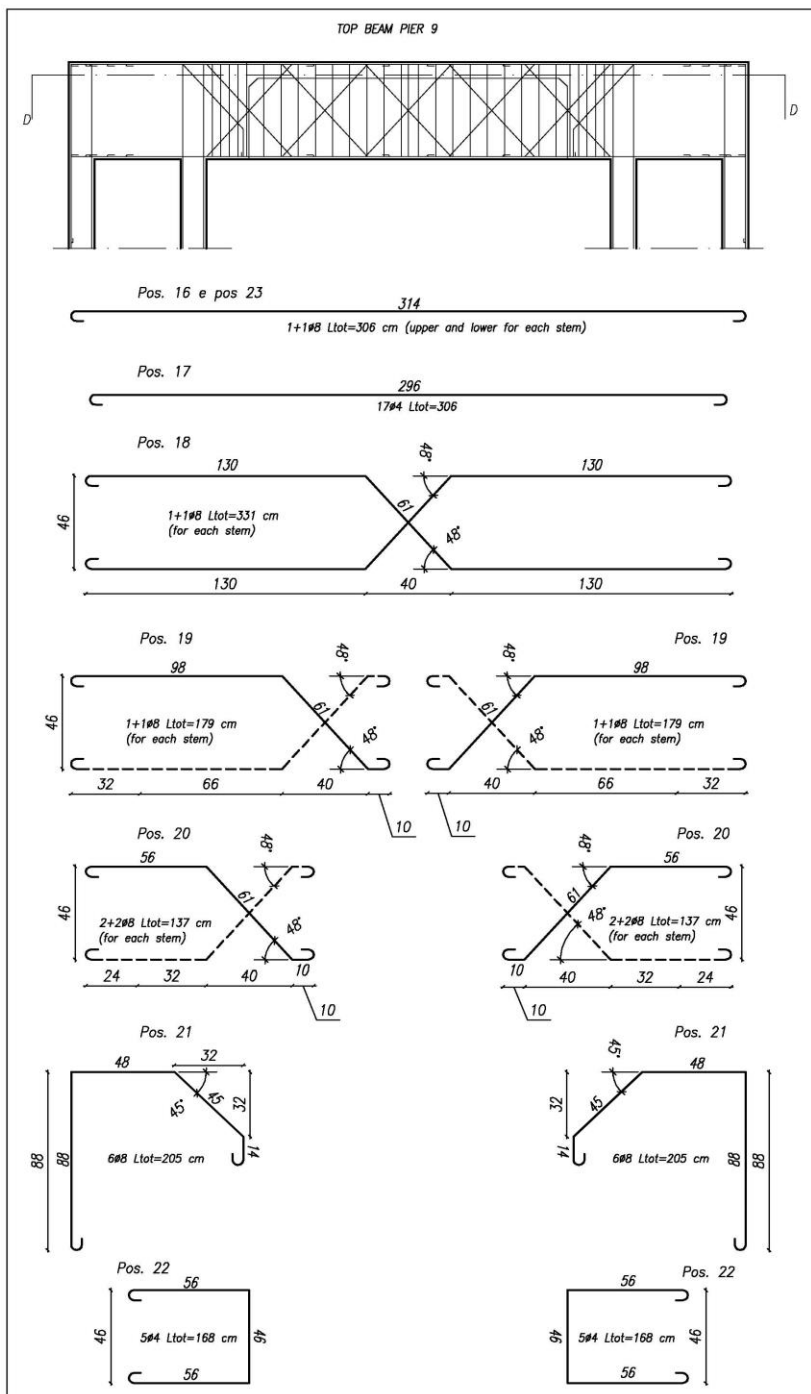 TOP BEAM PIER 9
D
D
Pos. 16 e pos 23
314
1+1ø8 Ltot=306 cm (upper and lower for each stem)
Pos. 17
296
17ø4 Ltot=306
Pos. 18
130
48°
130
46
1+1ø8 Ltot=331 cm
(for each stem)
61
48°
130
40
130
Pos. 19
Pos. 19
98
48°
48°
98
46
1+1ø8 Ltot=179 cm
(for each stem)
61
48°
61
48°
1+1ø8 Ltot=179 cm
(for each stem)
32
66
40
10
40
66
32
10
Pos. 20
Pos. 20
56
48°
48°
56
46
2+2ø8 Ltot=137 cm
(for each stem)
61
48°
61
48°
2+2ø8 Ltot=137 cm
(for each stem)
46
24
32
40
10
10
10
40
32
24
10
Pos. 21
Pos. 21
48
32
45°
48
45°
45
32
32
45
88
88
6ø8 Ltot=205 cm
14
14
6ø8 Ltot=205 cm
88
88
Pos. 22
Pos. 22
56
56
46
5ø4 Ltot=168 cm
46
5ø4 Ltot=168 cm
46
56
56